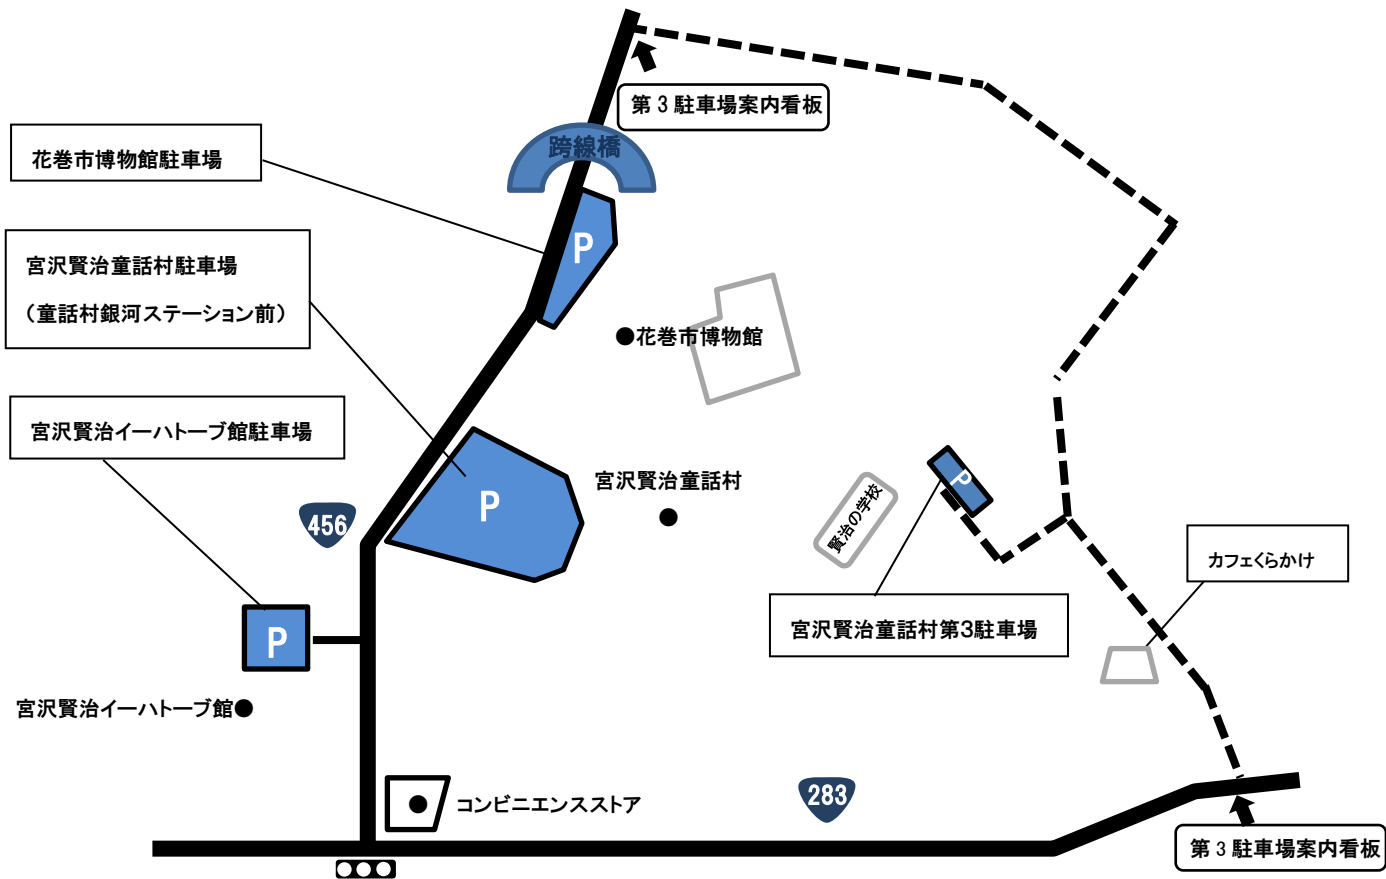 第3駐車場案内看板
跨線橋
花巻市博物館駐車場
P
宮沢賢治童話村駐車場
（童話村銀河ステーション前）
花巻市博物館
宮沢賢治イーハトーブ館駐車場
宮沢賢治童話村
P
P
賢治の学校
456
カフェくらかけ
宮沢賢治童話村第3駐車場
P
宮沢賢治イーハトーブ館
コンビニエンスストア
283
第3駐車場案内看板